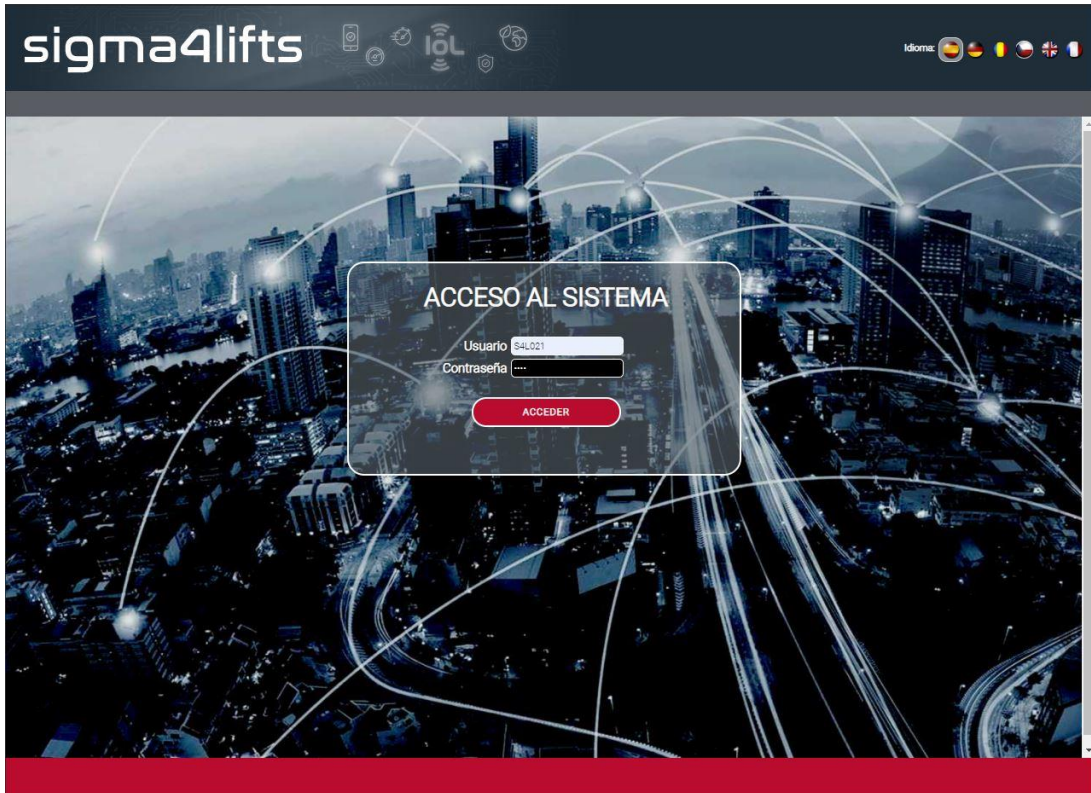 sigma4lifts
IoL
Idioma:
ACCESO AL SISTEMA
Usuario S4L021
Contraseña ····
ACCEDER